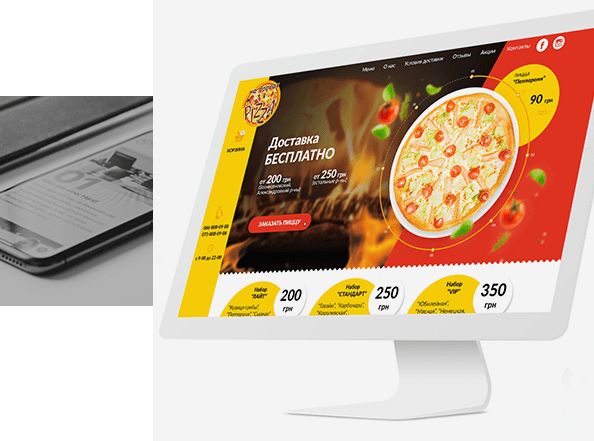 Меню О нас Условия доставки Отзывы Акции Контакты
PIZZA
КОРЗИНА
пицца
"Пепперони"
90 грн
Доставка
БЕСПЛАТНО
от 200 грн
(Вознесеновский,
Александровский р-ны)
от 250 грн
(остальные р-ны)
ЗАКАЗАТЬ ПИЦЦУ
066-808-09-08
073-808-09-08
с 9-00 до 22-00
Набор
"ЛАЙТ"
200
грн
"Курица-грибы",
"Пепперони", "Сырная"
Набор
"СТАНДАРТ"
250
грн
"Гавайи", "Карбонара",
"Королевская",
Набор
"VIP"
350
грн
"Юбилейная",
"Мясная", "Немецкая,